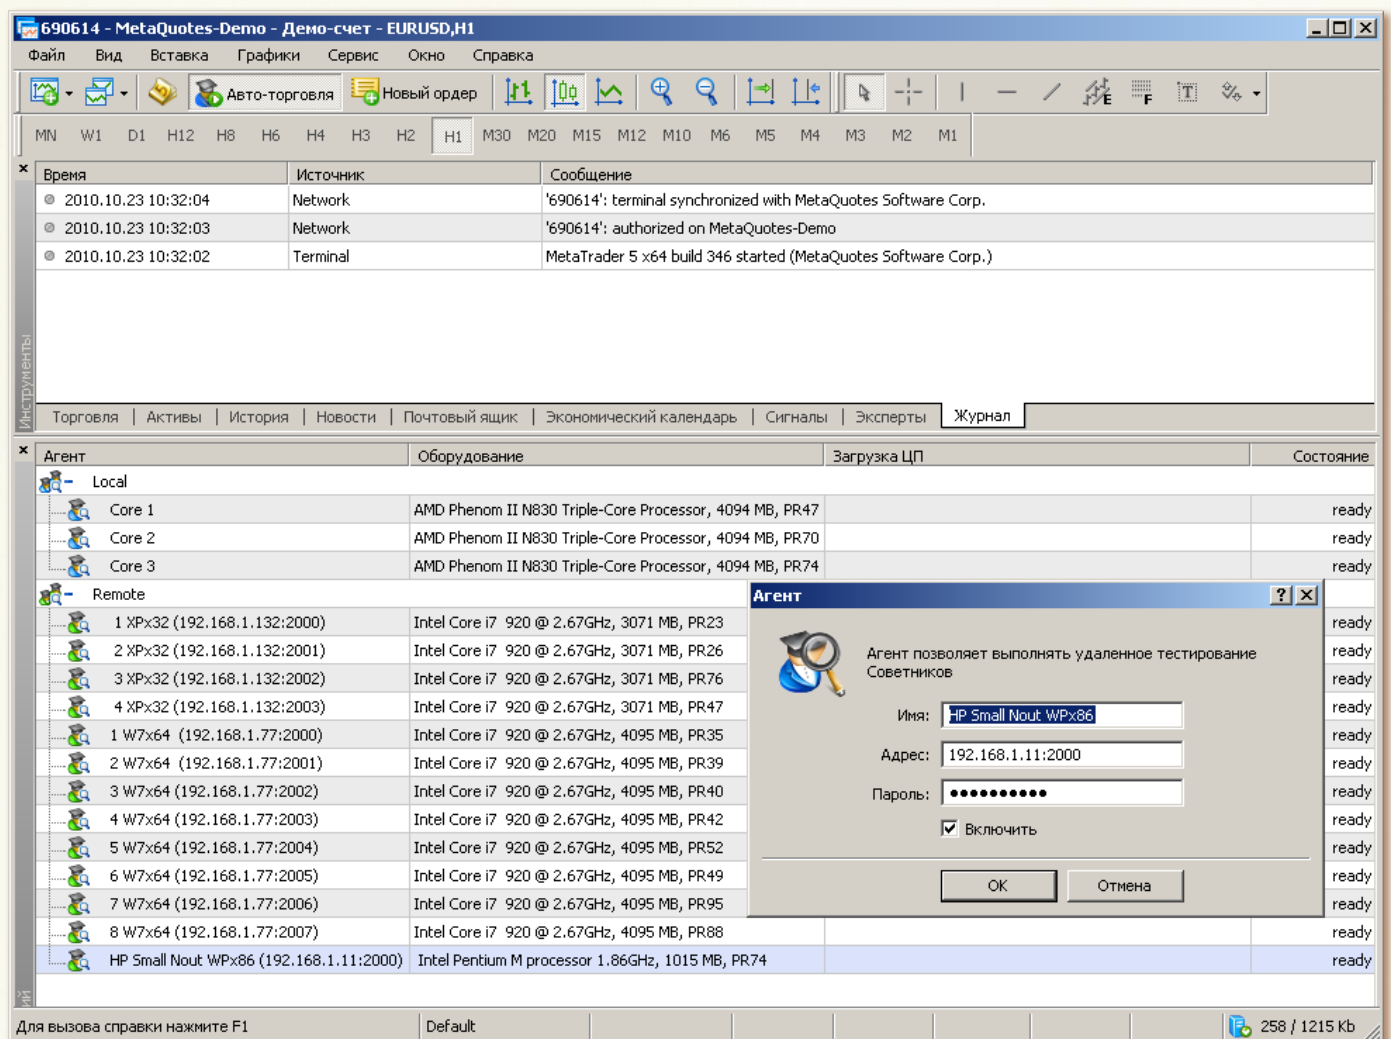 690614 - MetaQuotes-Demo - Демо-счет - EURUSD,H1
Файл Вид Вставка Графики Сервис Окно Справка
Авто-торговля Новый ордер E F T
MN W1 D1 H12 H8 H6 H4 H3 H2 H1 M30 M20 M15 M12 M10 M6 M5 M4 M3 M2 M1
Время Источник Сообщение
2010.10.23 10:32:04 Network '690614': terminal synchronized with MetaQuotes Software Corp.
2010.10.23 10:32:03 Network '690614': authorized on MetaQuotes-Demo
2010.10.23 10:32:02 Terminal MetaTrader 5 x64 build 346 started (MetaQuotes Software Corp.)
Инструменты
Торговля | Активы | История | Новости | Почтовый ящик | Экономический календарь | Сигналы | Эксперты Журнал
Агент Оборудование Загрузка ЦП Состояние
Local
Core 1 AMD Phenom II N830 Triple-Core Processor, 4094 MB, PR47 ready
Core 2 AMD Phenom II N830 Triple-Core Processor, 4094 MB, PR70 ready
Core 3 AMD Phenom II N830 Triple-Core Processor, 4094 MB, PR74 ready
Remote
1 XPx32 (192.168.1.132:2000) Intel Core i7 920 @ 2.67GHz, 3071 MB, PR23 ready
2 XPx32 (192.168.1.132:2001) Intel Core i7 920 @ 2.67GHz, 3071 MB, PR26 ready
3 XPx32 (192.168.1.132:2002) Intel Core i7 920 @ 2.67GHz, 3071 MB, PR76 ready
4 XPx32 (192.168.1.132:2003) Intel Core i7 920 @ 2.67GHz, 3071 MB, PR47 ready
1 W7x64 (192.168.1.77:2000) Intel Core i7 920 @ 2.67GHz, 4095 MB, PR35 ready
2 W7x64 (192.168.1.77:2001) Intel Core i7 920 @ 2.67GHz, 4095 MB, PR39 ready
3 W7x64 (192.168.1.77:2002) Intel Core i7 920 @ 2.67GHz, 4095 MB, PR40 ready
4 W7x64 (192.168.1.77:2003) Intel Core i7 920 @ 2.67GHz, 4095 MB, PR42 ready
5 W7x64 (192.168.1.77:2004) Intel Core i7 920 @ 2.67GHz, 4095 MB, PR52 ready
6 W7x64 (192.168.1.77:2005) Intel Core i7 920 @ 2.67GHz, 4095 MB, PR49 ready
7 W7x64 (192.168.1.77:2006) Intel Core i7 920 @ 2.67GHz, 4095 MB, PR95 ready
8 W7x64 (192.168.1.77:2007) Intel Core i7 920 @ 2.67GHz, 4095 MB, PR88 ready
HP Small Nout WPx86 (192.168.1.11:2000) Intel Pentium M processor 1.86GHz, 1015 MB, PR74 ready
Агент
Агент позволяет выполнять удаленное тестирование
Советников
Имя: HP Small Nout WPx86
Адрес: 192.168.1.11:2000
Пароль: ●●●●●●●●●●
Включить
OK Отмена
Для вызова справки нажмите F1 Default 258 / 1215 Kb